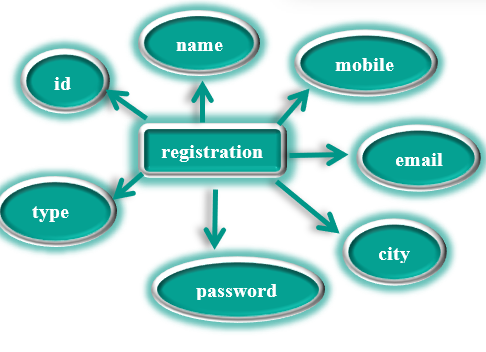 name
mobile
id
registration
email
type
city
password